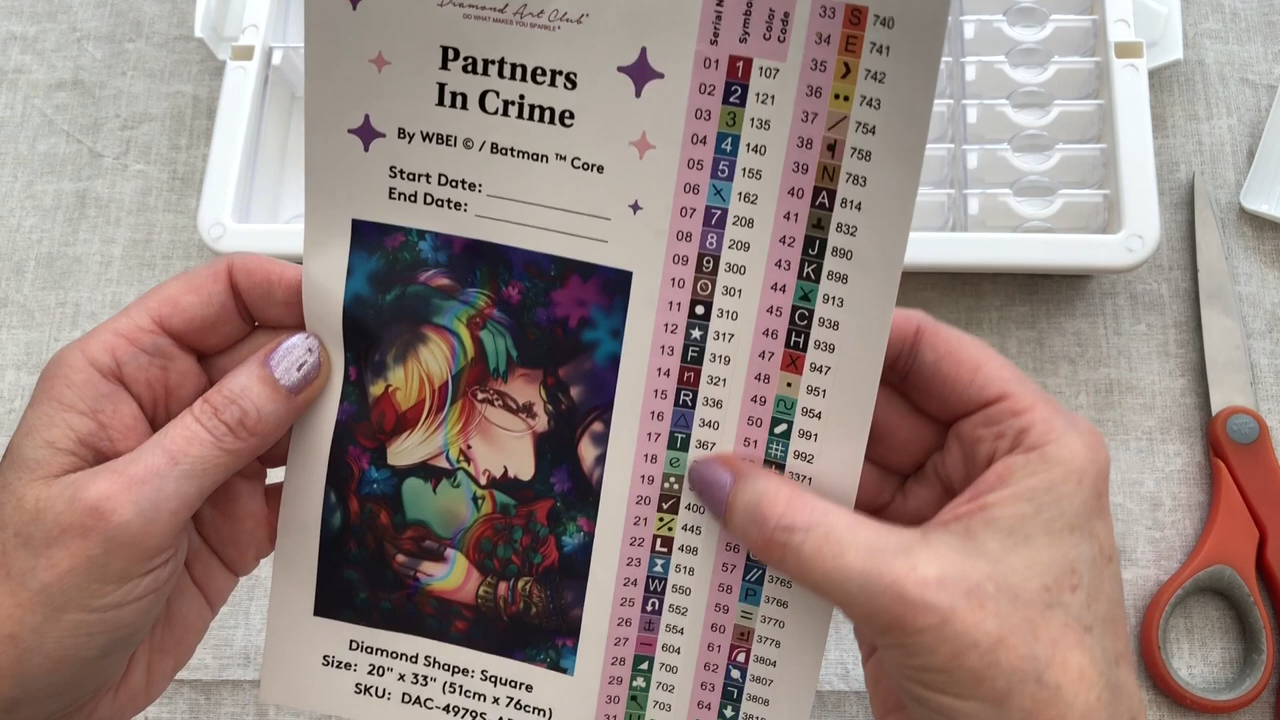 Diamond Art Club®
DO WHAT MAKES YOU SPARKLE®
Partners
In Crime
By WBEI © / Batman ™ Core
Start Date:
End Date:
Diamond Shape: Square
Size: 20" x 33" (51cm x 76cm)
SKU: DAC-4979S
Serial
Symbol
Color
Code
01 1 107
02 2 121
03 3 135
04 4 140
05 5 155
06 X 162
07 7 208
08 8 209
09 9 300
10 O 301
11 ● 310
12 ★ 317
13 F 319
14 n 321
15 R 336
16 △ 340
17 T 367
18 e
19
20 ✓ 400
21 ٪ 445
22 L 498
23 518
24 W 550
25 552
26 554
27 — 604
28 700
29 702
30 703
31
33 S 740
34 E 741
35 ❯ 742
36 •• 743
37 / 754
38 758
39 N 783
40 A 814
41 832
42 J 890
43 K 898
44 913
45 C 938
46 H 939
47 X 947
48 ▪ 951
49 954
50 991
51 # 992
3371
56
57 // 3765
58 P 3766
59 = 3770
60 3778
61 3804
62 3807
63 3808
64